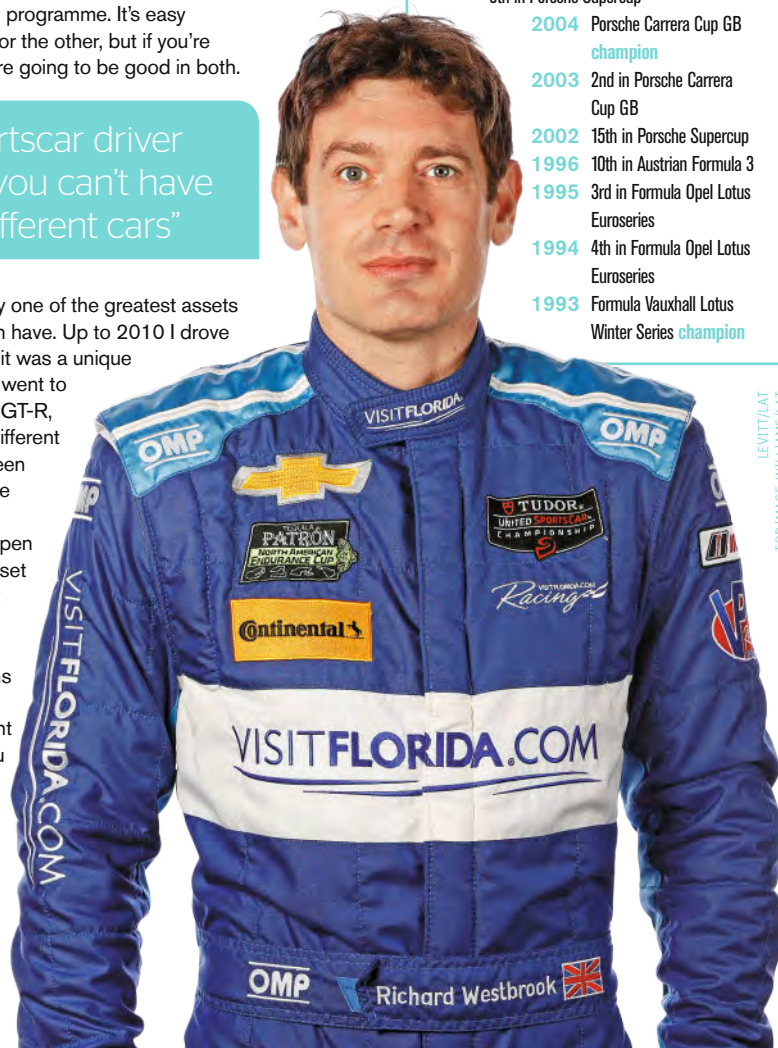 programme. It’s easy
or the other, but if you’re
re going to be good in both.
rtscar driver
you can’t have
fferent cars”
y one of the greatest assets
n have. Up to 2010 I drove
it was a unique
went to
GT-R,
ifferent
een
e
pen
set
ns
nt
u
2004 Porsche Carrera Cup GB
champion
2003 2nd in Porsche Carrera
Cup GB
2002 15th in Porsche Supercup
1996 10th in Austrian Formula 3
1995 3rd in Formula Opel Lotus
Euroseries
1994 4th in Formula Opel Lotus
Euroseries
1993 Formula Vauxhall Lotus
Winter Series champion
LEVITT/LAT
VISITFLORIDA.
OMP
OMP
TEQUILA
PATRÓN
NORTH AMERICAN
ENDURANCE CUP
TUDOR
UNITED SPORTSCAR
CHAMPIONSHIP
VISITFLORIDA.COM
Racing
Continental
VISITFLORIDA.COM
VISITFLORIDA.COM
OMP
Richard Westbrook